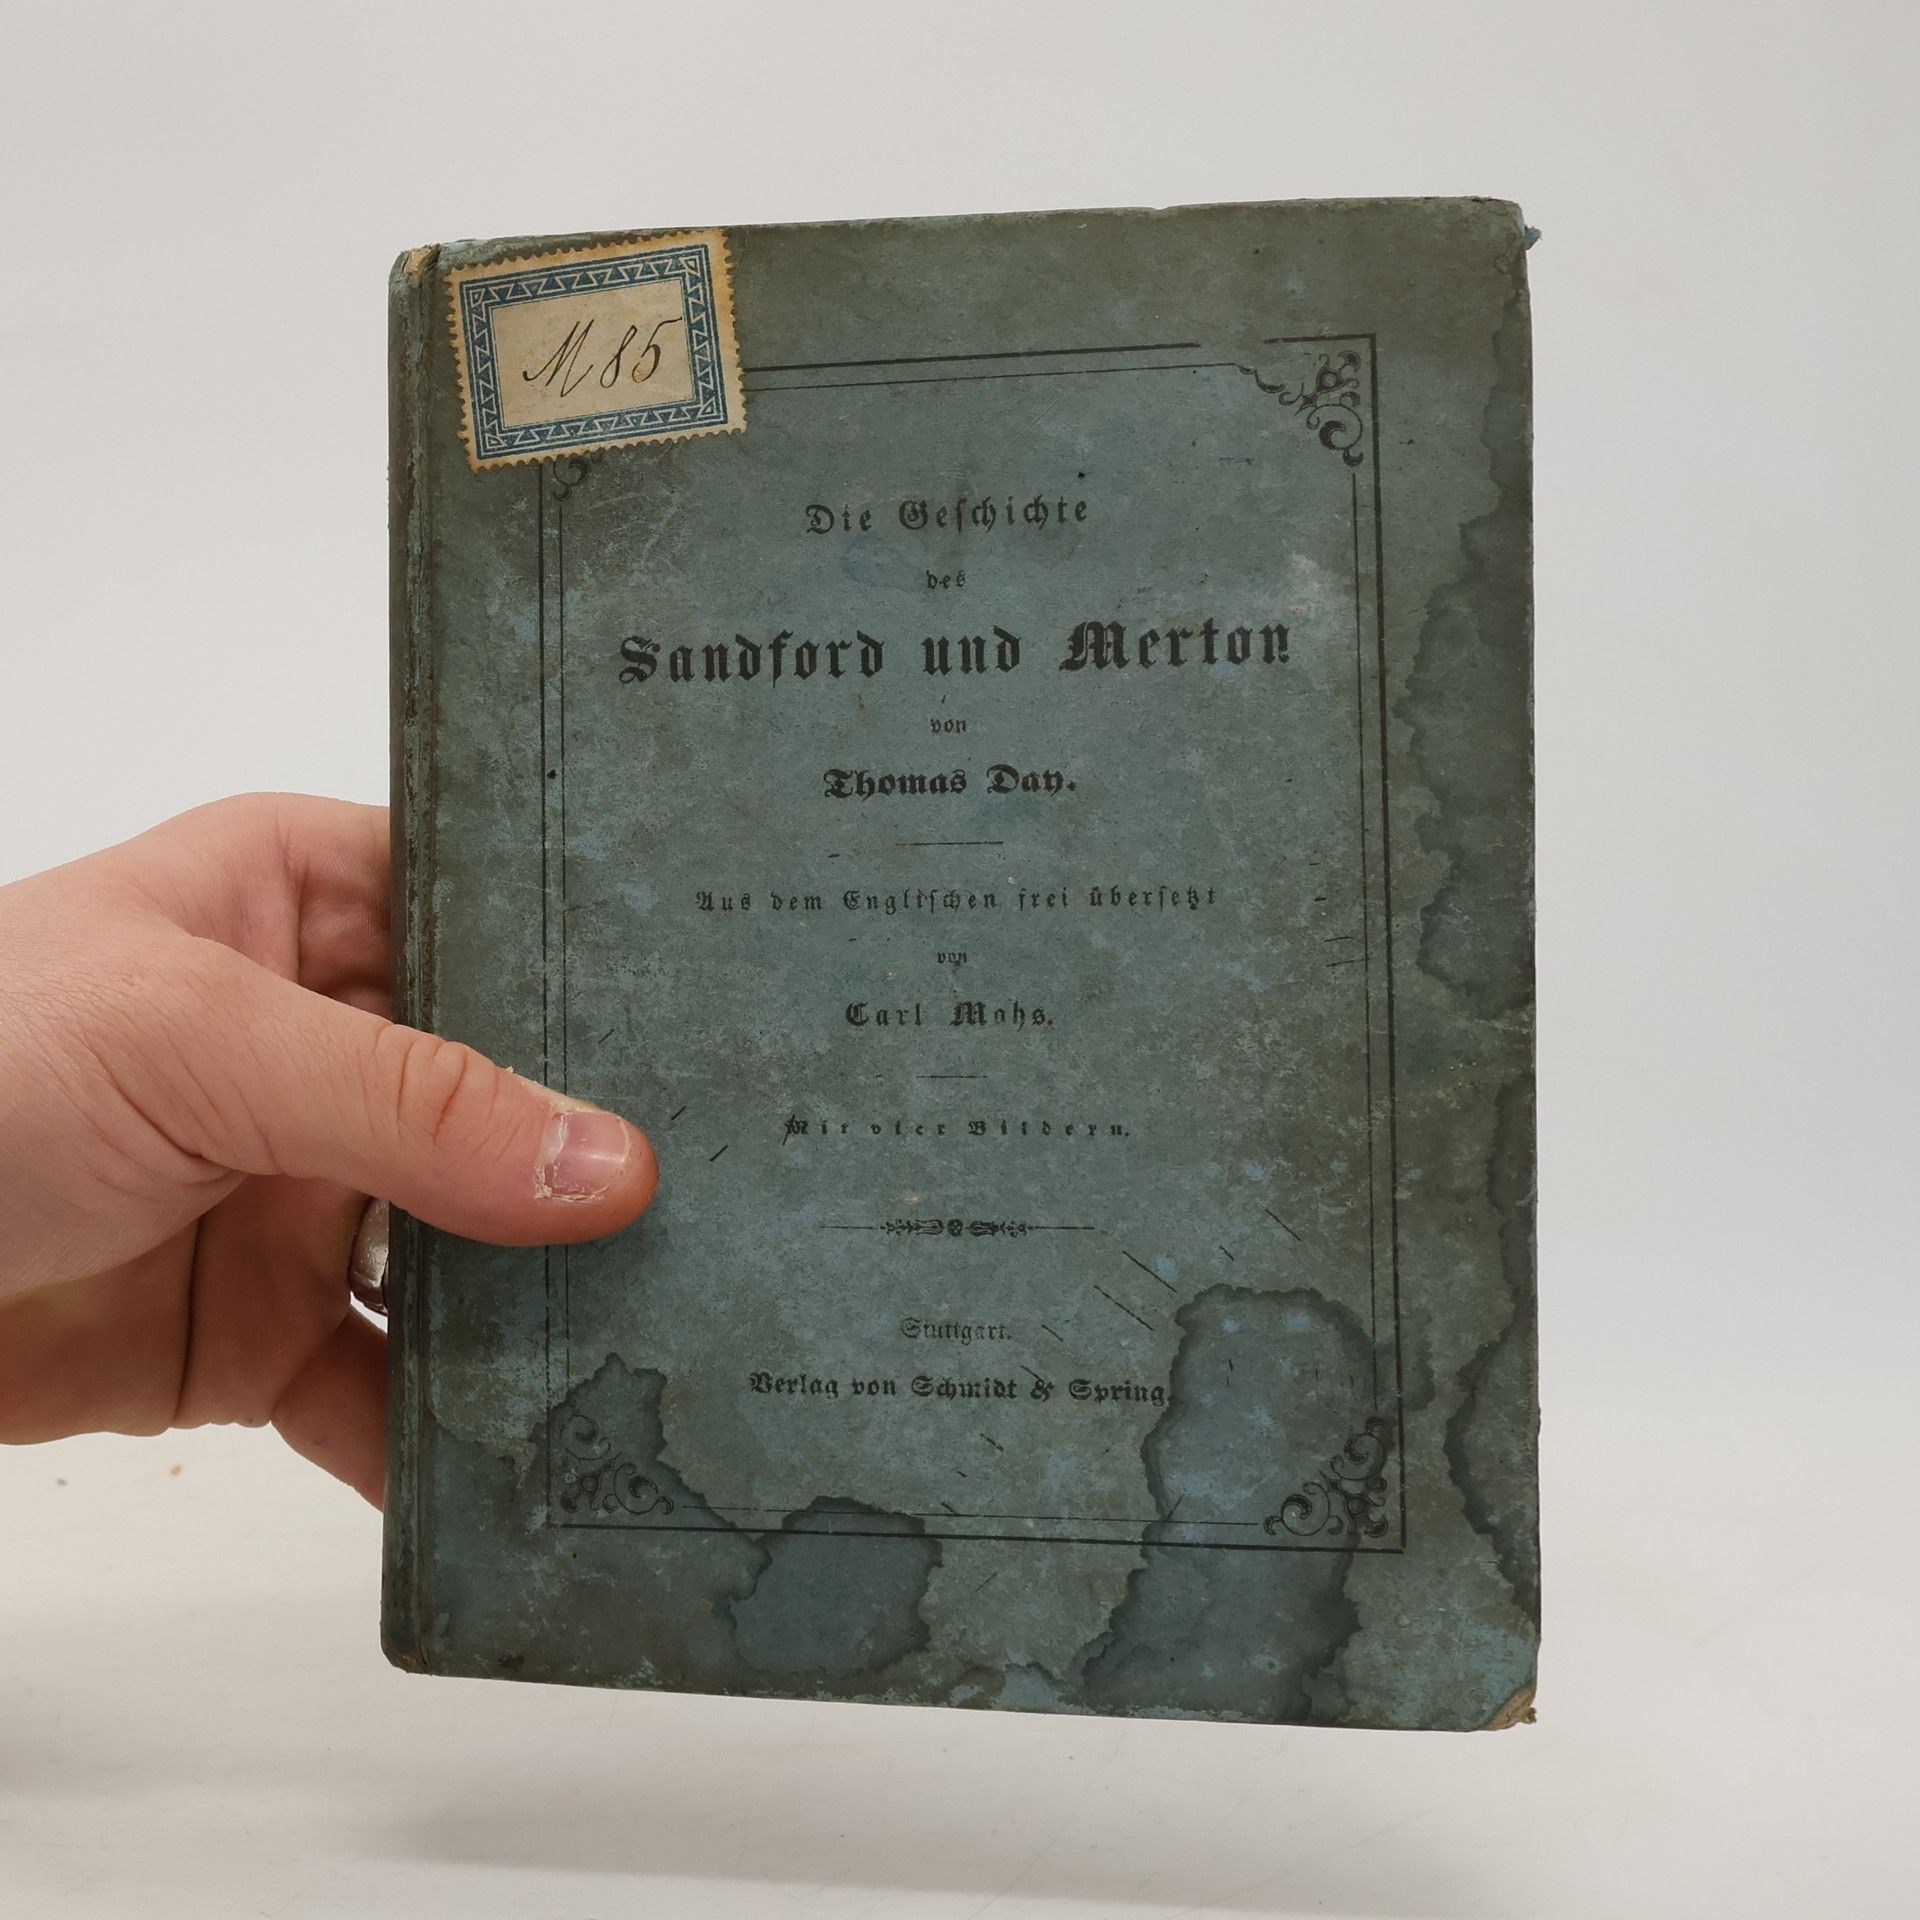 M 85
Die Geschichte
des
Sandford und Merton
von
Thomas Day.
Aus dem Englischen frei übersetzt
von
Carl Mohs.
Mit vier Bildern.
Stuttgart.
Verlag von Schmidt & Spring.